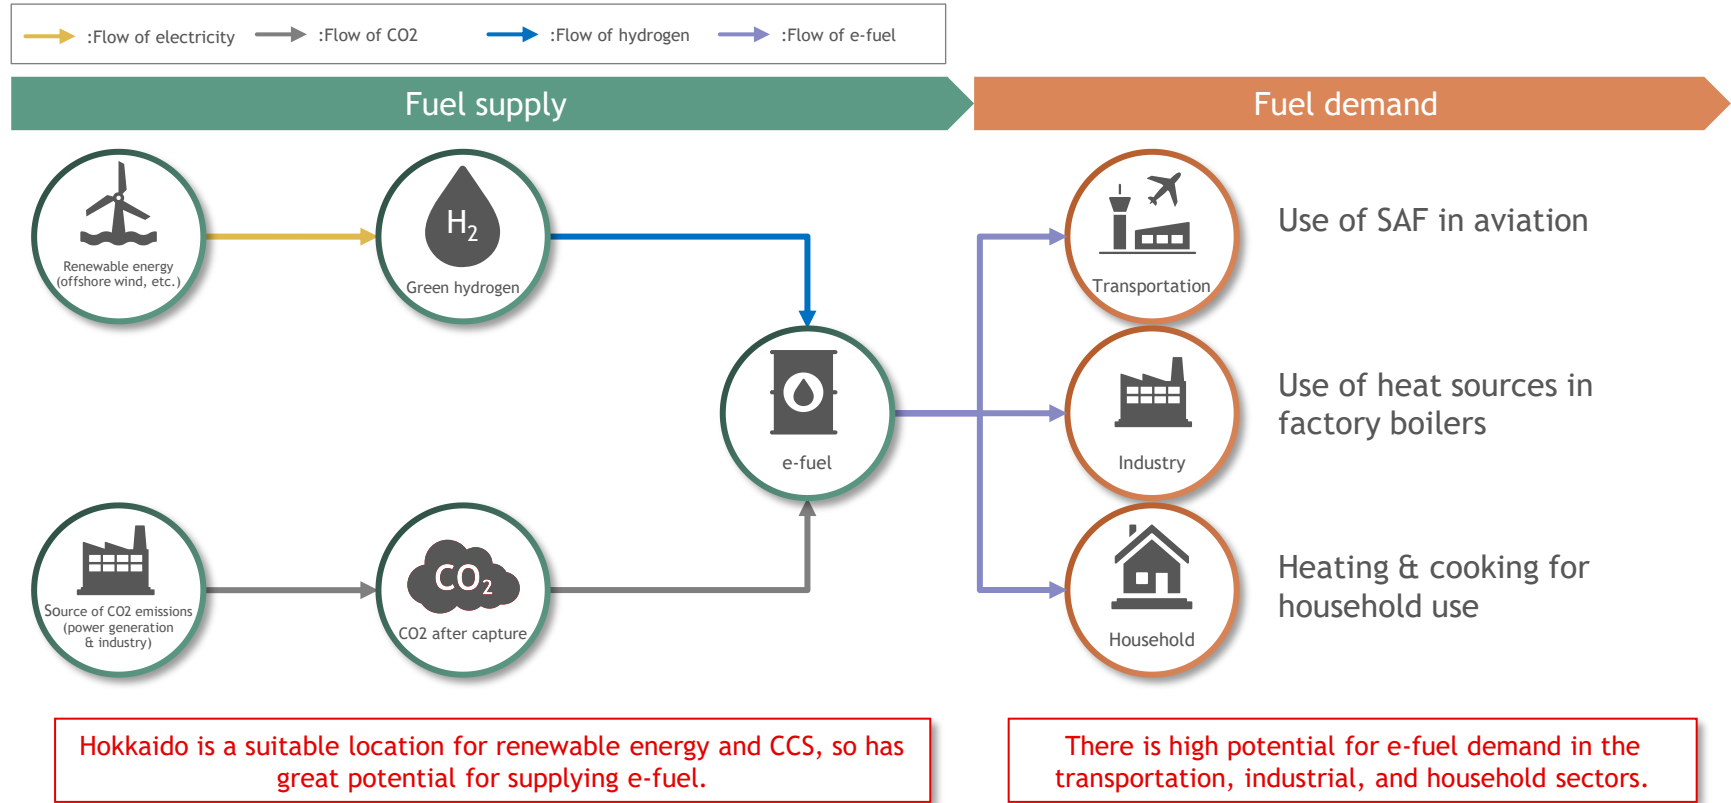 :Flow of electricity
:Flow of CO2
:Flow of hydrogen
:Flow of e-fuel
Fuel supply
Fuel demand
Renewable energy
(offshore wind, etc.)
H2
Green hydrogen
Transportation
Use of SAF in aviation
e-fuel
Industry
Use of heat sources in
factory boilers
Source of CO2 emissions
(power generation
& industry)
CO2
CO2 after capture
Household
Heating & cooking for
household use
Hokkaido is a suitable location for renewable energy and CCS, so has
great potential for supplying e-fuel.
There is high potential for e-fuel demand in the
transportation, industrial, and household sectors.